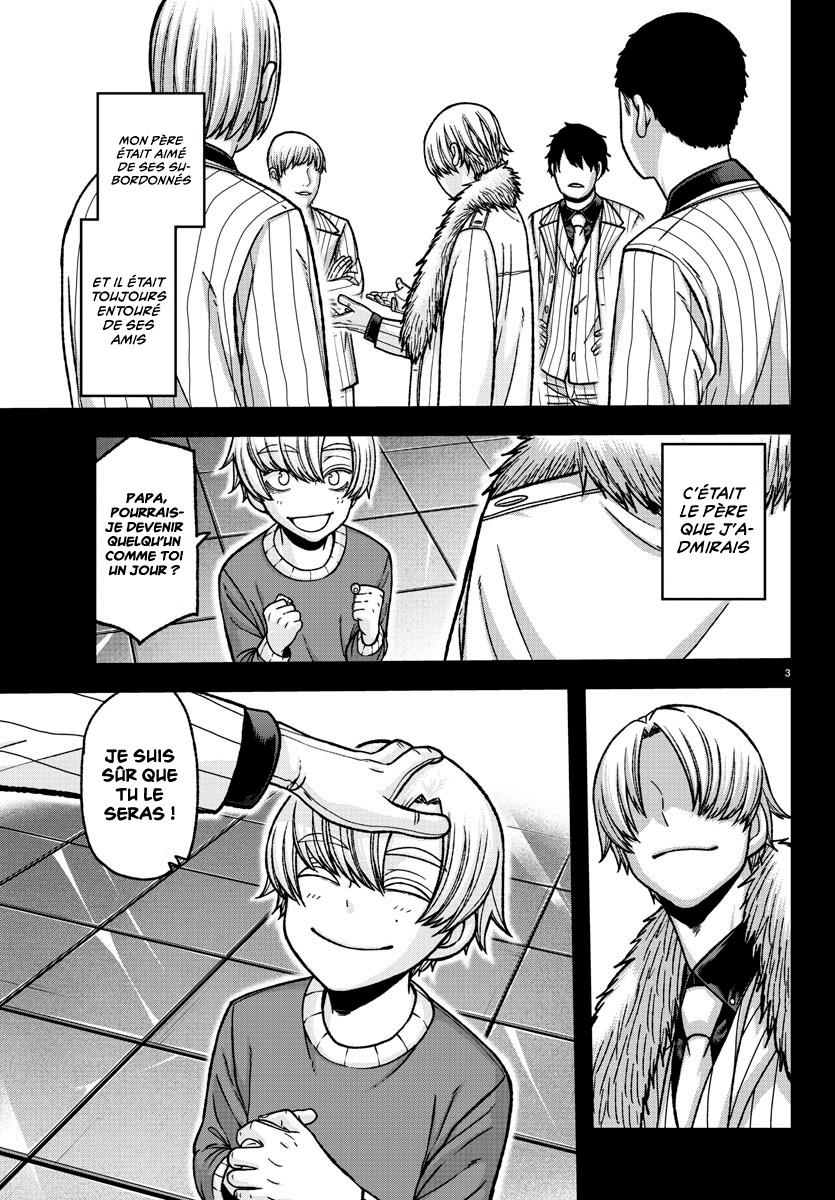 MON PÈRE
ÉTAIT AIMÉ
DE SES SU-
BORDONNÉS
ET IL ÉTAIT
TOUJOURS
ENTOURÉ
DE SES
AMIS
C'ÉTAIT
LE PÈRE
QUE J'A-
DMIRAIS
PAPA,
POURRAIS-
JE DEVENIR
QUELQU'UN
COMME TOI
UN JOUR ?
3
JE SUIS
SÛR QUE
TU LE
SERAS !